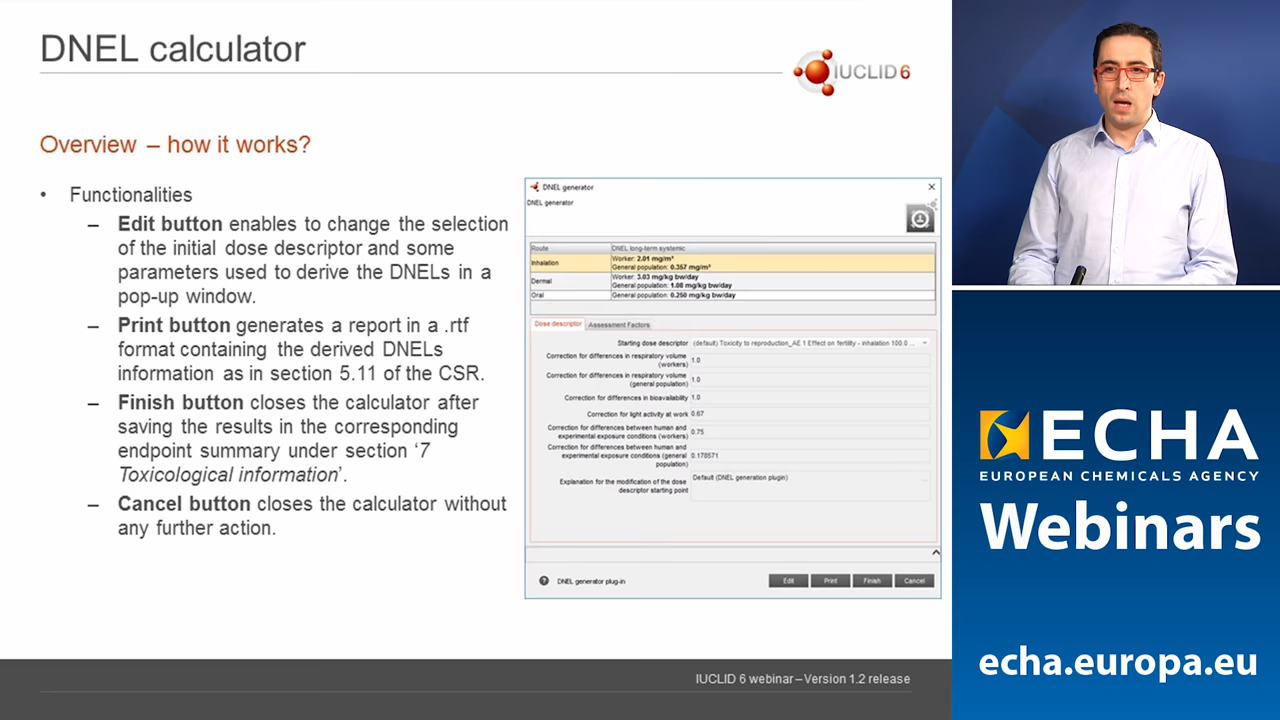 DNEL calculator
IUCLID 6
Overview – how it works?
• Functionalities
– Edit button enables to change the selection
of the initial dose descriptor and some
parameters used to derive the DNELs in a
pop-up window.
– Print button generates a report in a .rtf
format containing the derived DNELs
information as in section 5.11 of the CSR.
– Finish button closes the calculator after
saving the results in the corresponding
endpoint summary under section ‘7
Toxicological information’.
– Cancel button closes the calculator without
any further action.
DNEL generator
DNEL generator
Route DNEL long-term systemic
Inhalation Worker: 2.01 mg/m³
General population: 0.357 mg/m³
Dermal Worker: 3.03 mg/kg bw/day
General population: 1.08 mg/kg bw/day
Oral General population: 0.250 mg/kg bw/day
Dose descriptor Assessment Factors
Starting dose descriptor (default) Toxicity to reproduction_AE 1 Effect on fertility - inhalation 100.0 ...
Correction for differences in respiratory volume
(workers) 1.0
Correction for differences in respiratory volume
(general population) 1.0
Correction for differences in bioavailability 1.0
Correction for light activity at work 0.67
Correction for differences between human and
experimental exposure conditions (workers) 0.75
Correction for differences between human and
experimental exposure conditions (general
population) 0.178571
Explanation for the modification of the dose
descriptor starting point Default (DNEL generation plugin)
DNEL generator plug-in
Edit Print Finish Cancel
IUCLID 6 webinar – Version 1.2 release
ECHA
EUROPEAN CHEMICALS AGENCY
Webinars
echa.europa.eu